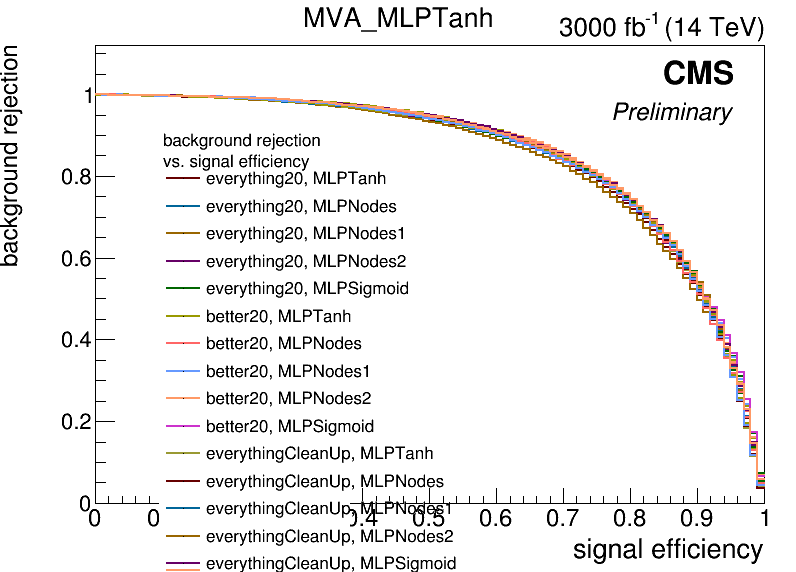 MVA_MLPTanh
3000 fb-1 (14 TeV)
CMS
Preliminary
background rejection
1
0.8
0.6
0.4
0.2
0
background rejection
vs. signal efficiency
everything20, MLPTanh
everything20, MLPNodes
everything20, MLPNodes1
everything20, MLPNodes2
everything20, MLPSigmoid
better20, MLPTanh
better20, MLPNodes
better20, MLPNodes1
better20, MLPNodes2
better20, MLPSigmoid
everythingCleanUp, MLPTanh
everythingCleanUp, MLPNodes
everythingCleanUp, MLPNodes1
everythingCleanUp, MLPNodes2
everythingCleanUp, MLPSigmoid
0 0 0.4 0.5 0.6 0.7 0.8 0.9 1
signal efficiency